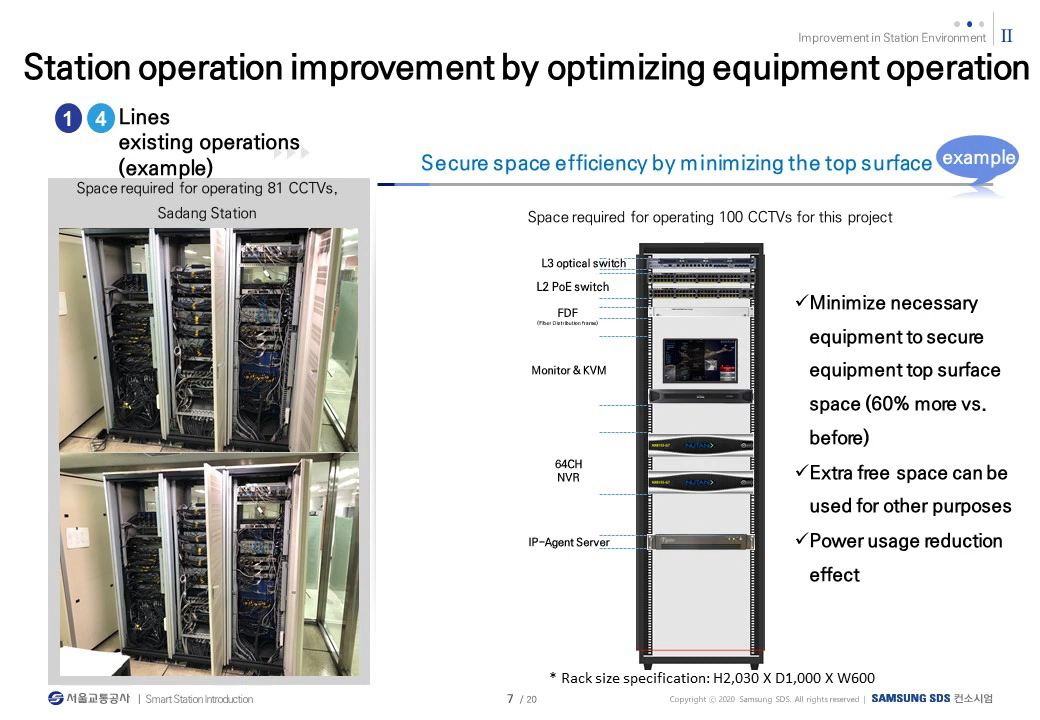 Improvement in Station Environment
II
Station operation improvement by optimizing equipment operation
1 4 Lines
existing operations
(example)
Secure space efficiency by minimizing the top surface
example
Space required for operating 81 CCTVs,
Sadang Station
Space required for operating 100 CCTVs for this project
L3 optical switch
L2 PoE switch
FDF
(Fiber Distribution Frame)
Monitor & KVM
64CH
NVR
NUTANIX
NUTANIX
IP-Agent Server
✓Minimize necessary
equipment to secure
equipment top surface
space (60% more vs.
before)
✓Extra free space can be
used for other purposes
✓Power usage reduction
effect
* Rack size specification: H2,030 X D1,000 X W600
서울교통공사 | Smart Station Introduction
7 / 20
Copyright ⓒ 2020 Samsung SDS. All rights reserved | SAMSUNG SDS 컨소시엄